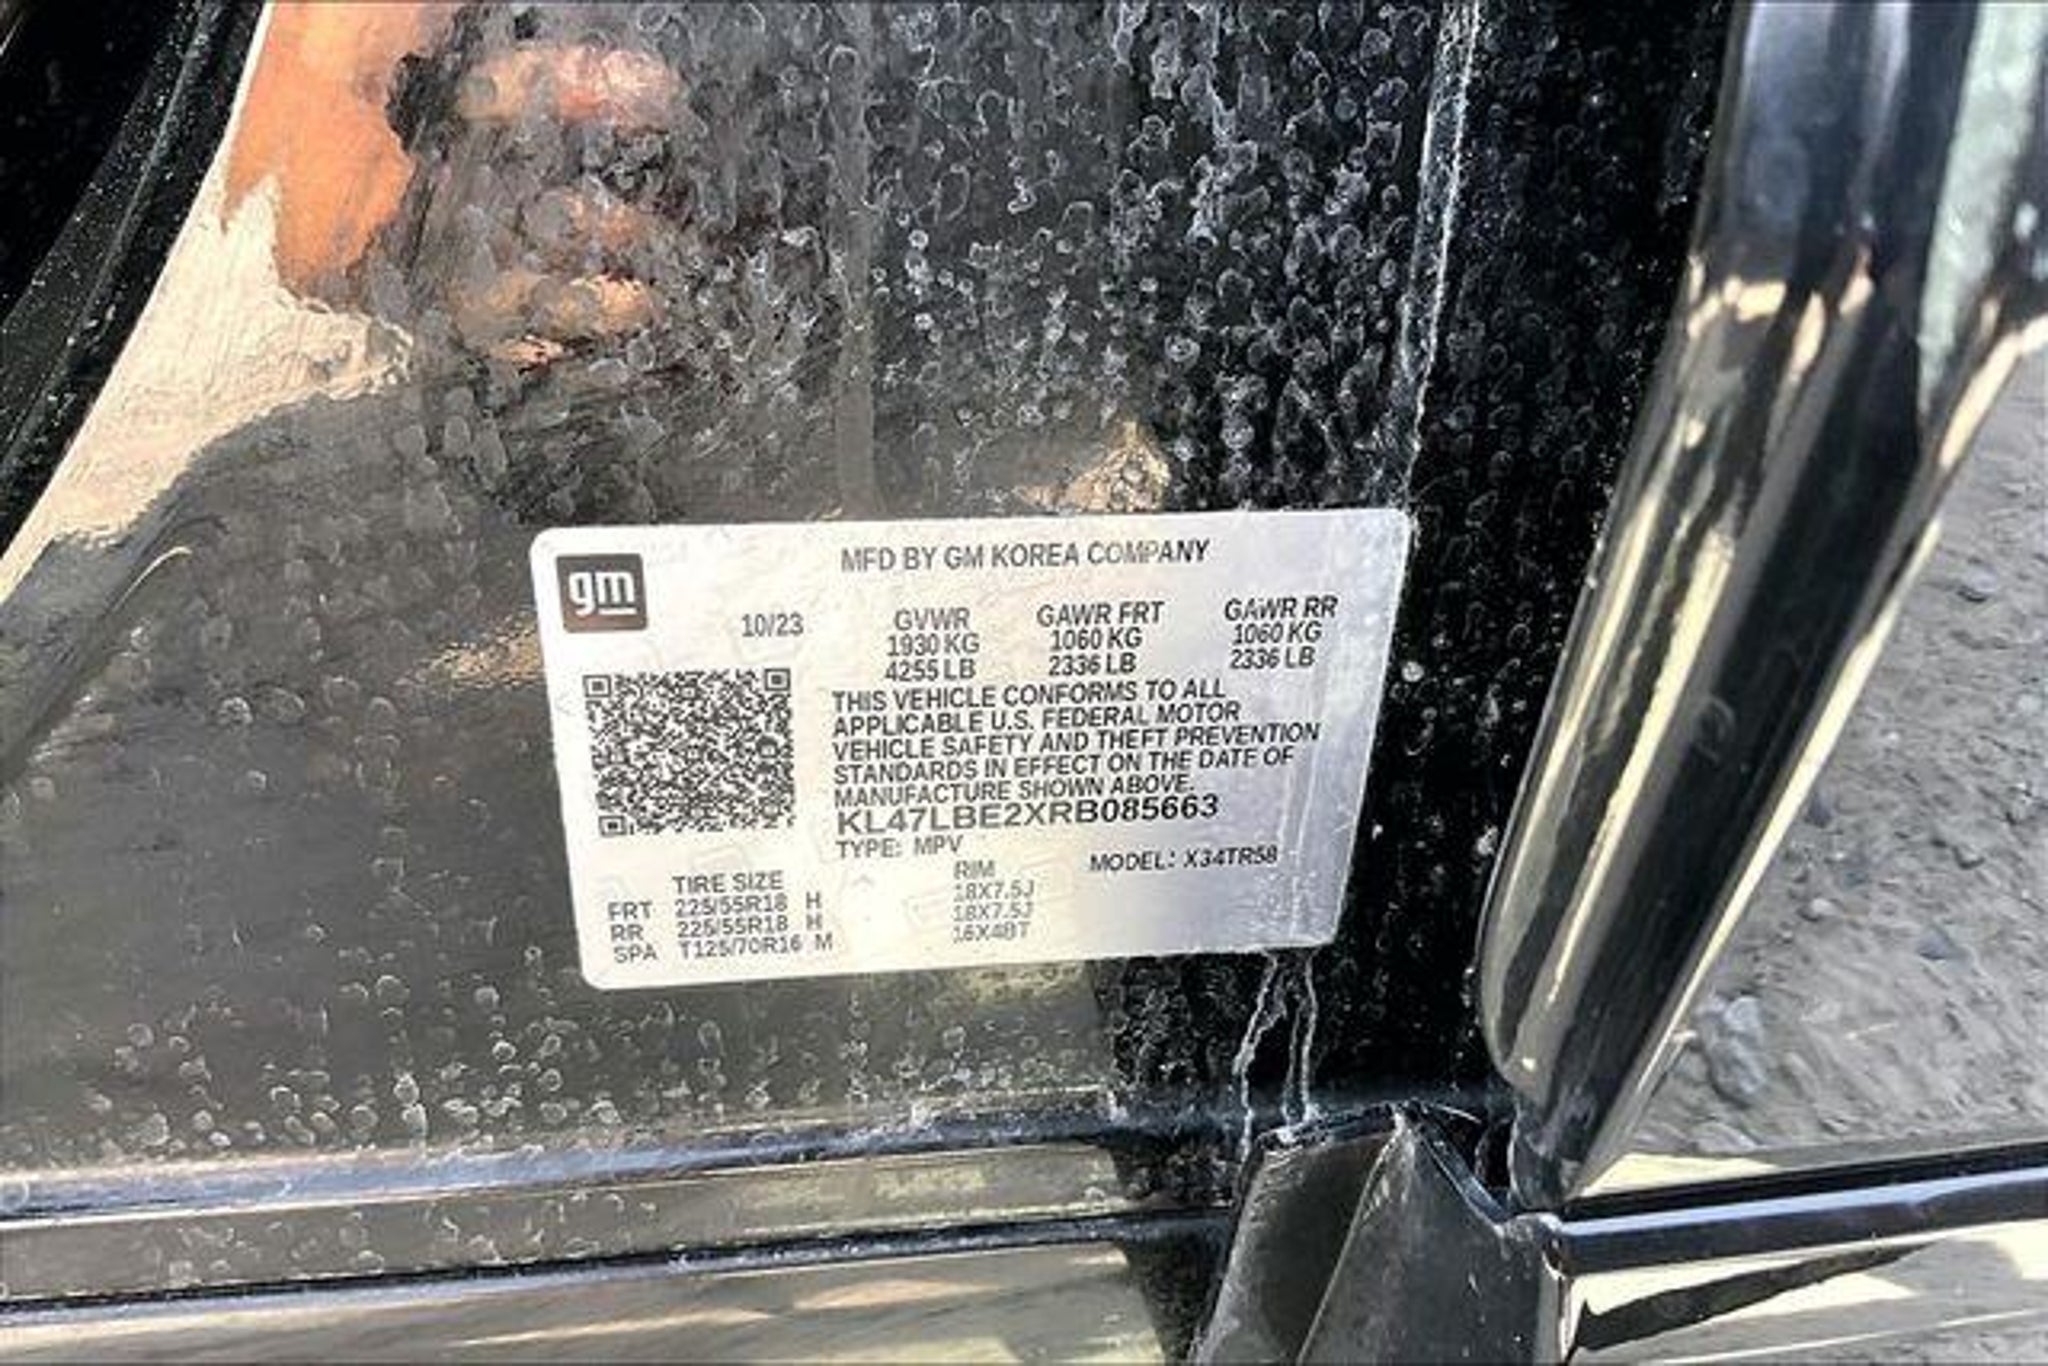 gm
MFD BY GM KOREA COMPANY
10/23
GVWR GAWR FRT GAWR RR
1930 KG 1060 KG 1060 KG
4255 LB 2336 LB 2336 LB
THIS VEHICLE CONFORMS TO ALL
APPLICABLE U.S. FEDERAL MOTOR
VEHICLE SAFETY AND THEFT PREVENTION
STANDARDS IN EFFECT ON THE DATE OF
MANUFACTURE SHOWN ABOVE.
KL47LBE2XRB085663
TYPE: MPV MODEL: X34TR58
TIRE SIZE RIM
FRT 225/55R18 H 18X7.5J
RR 225/55R18 H 18X7.5J
SPA T125/70R16 M 16X4BT